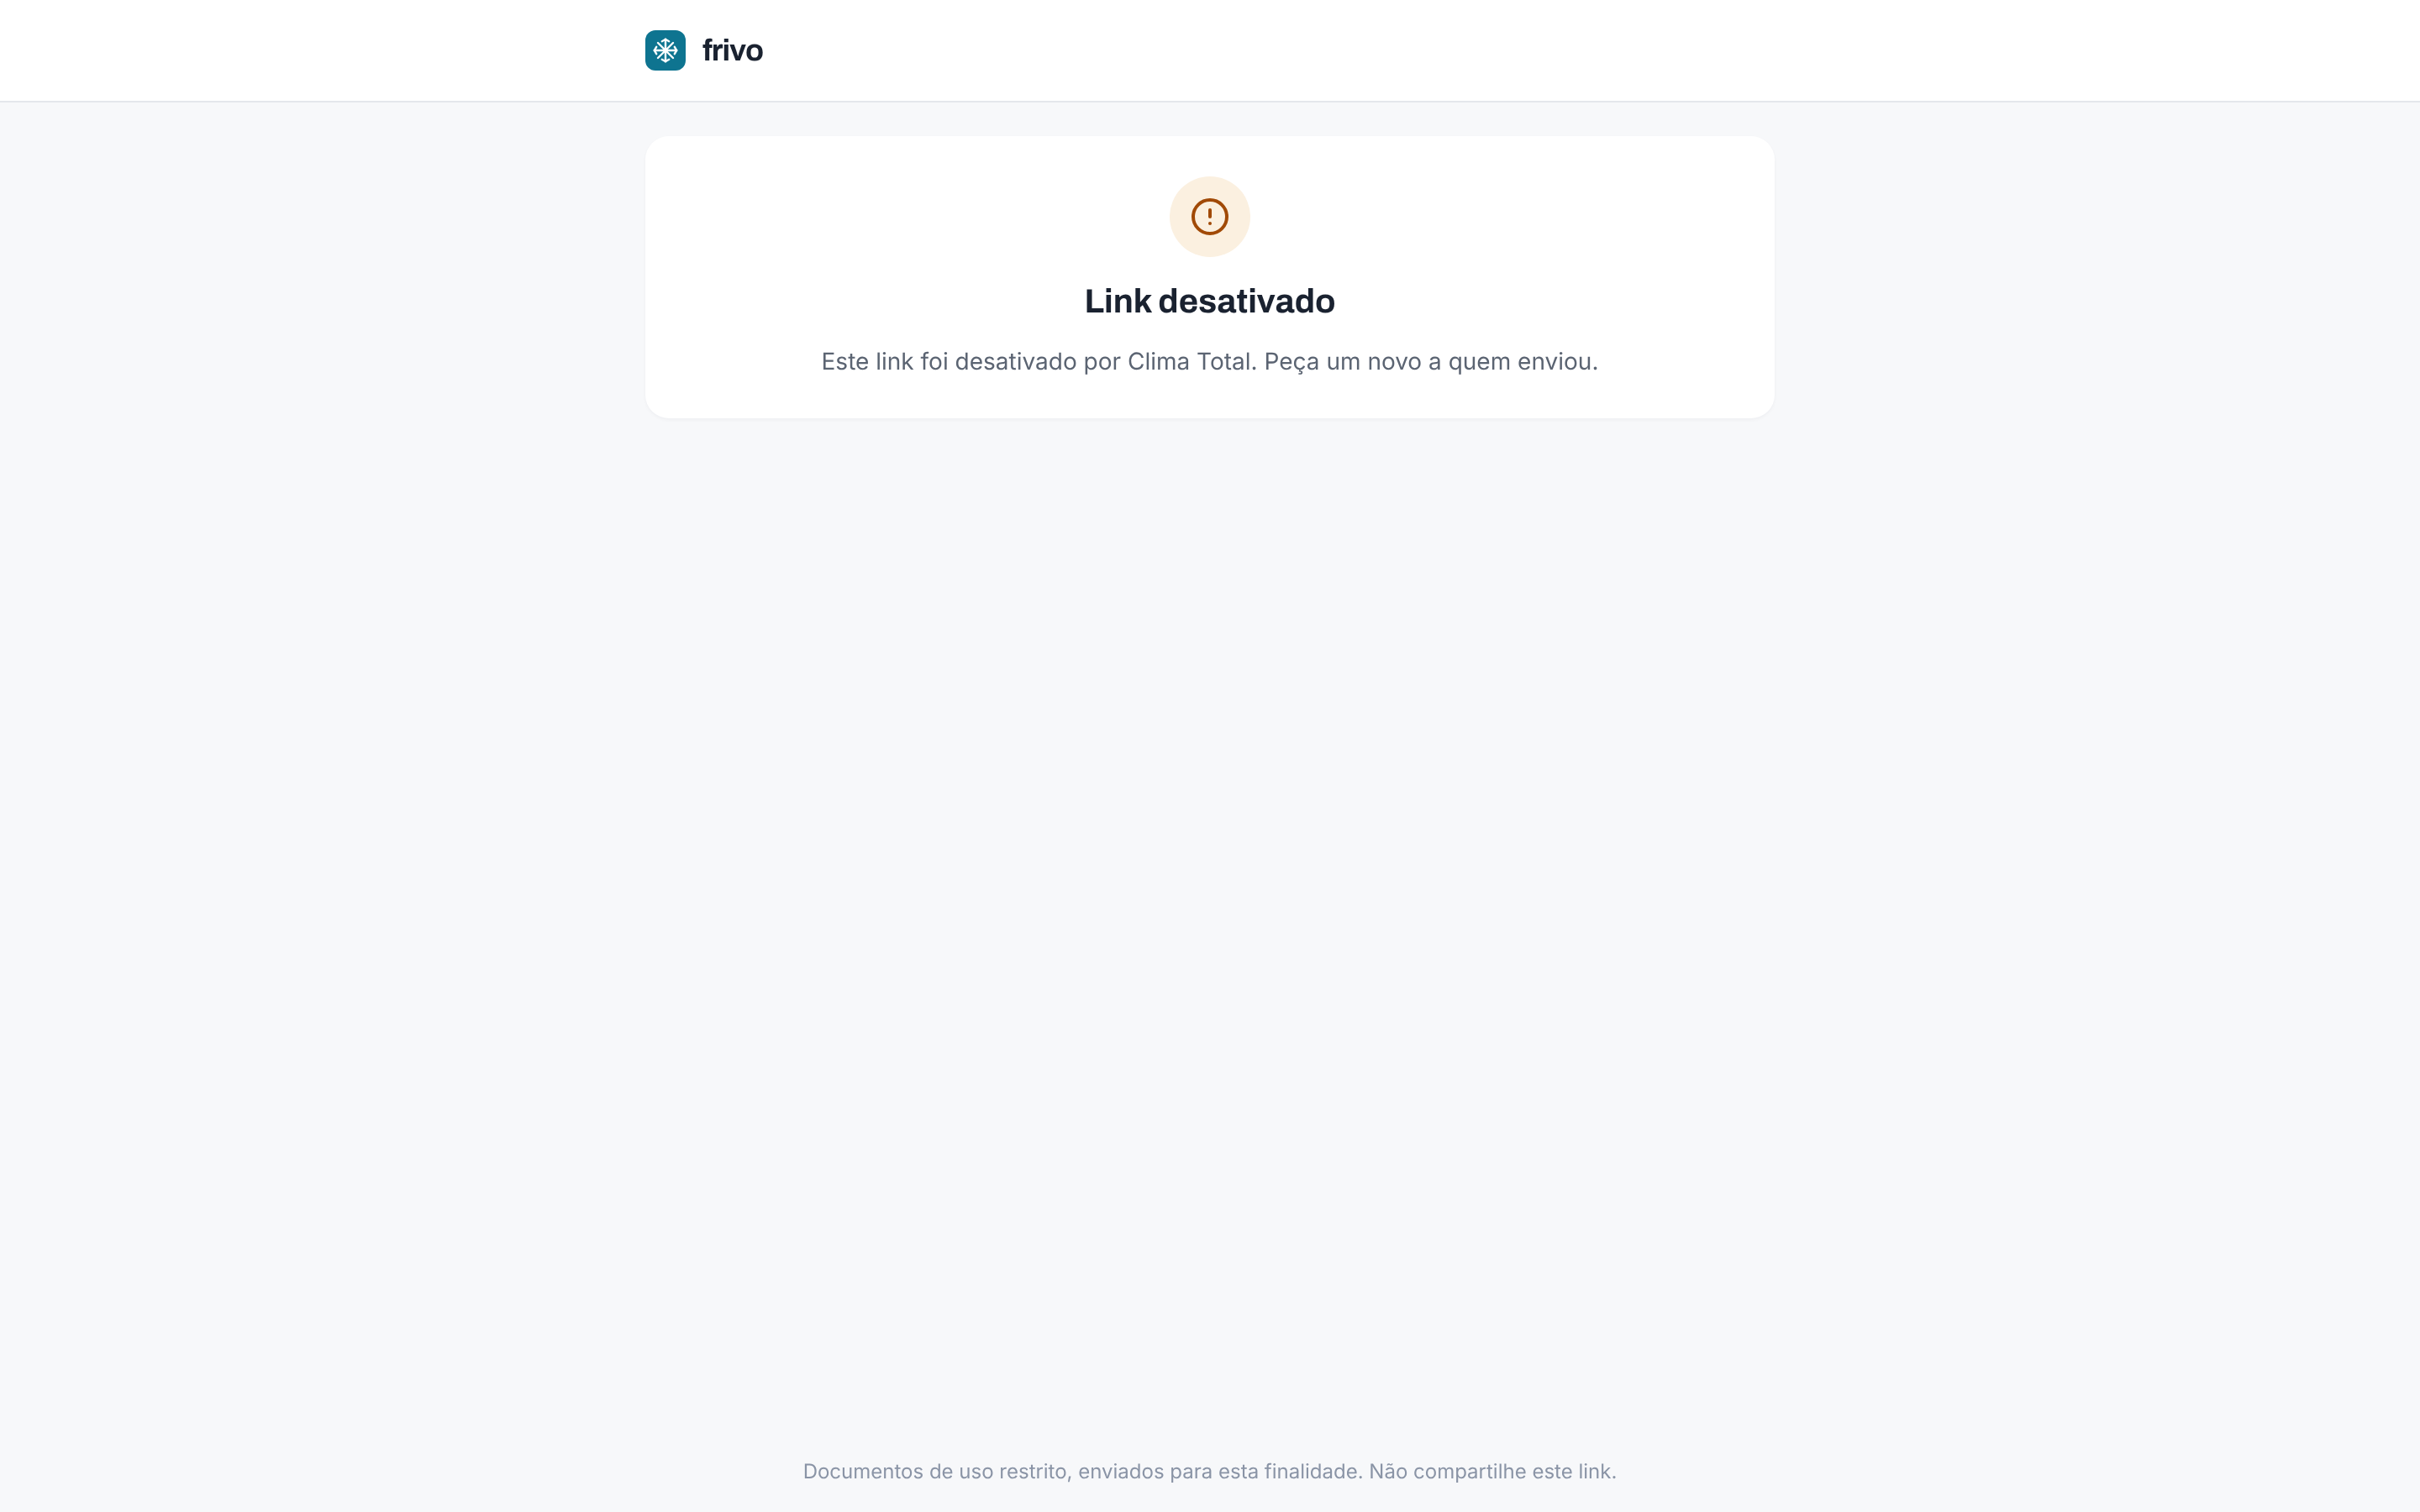 frivo
Link desativado
Este link foi desativado por Clima Total. Peça um novo a quem enviou.
Documentos de uso restrito, enviados para esta finalidade. Não compartilhe este link.